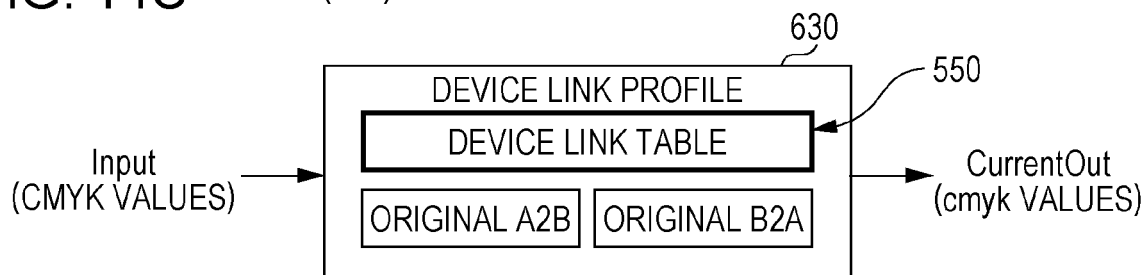 630
550
DEVICE LINK PROFILE
DEVICE LINK TABLE
Input
(CMYK VALUES)
CurrentOut
(cmyk VALUES)
ORIGINAL A2B
ORIGINAL B2A